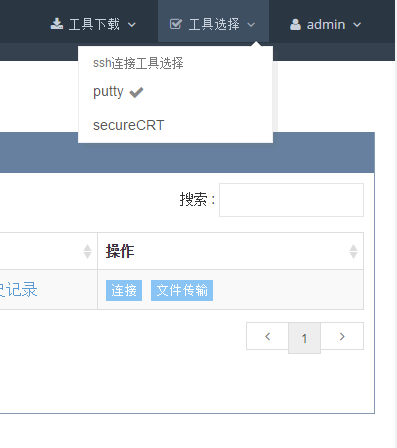 工具下载 工具选择 admin
ssh连接工具选择
putty
secureCRT
搜索 :
操作
史记录 连接 文件传输
1